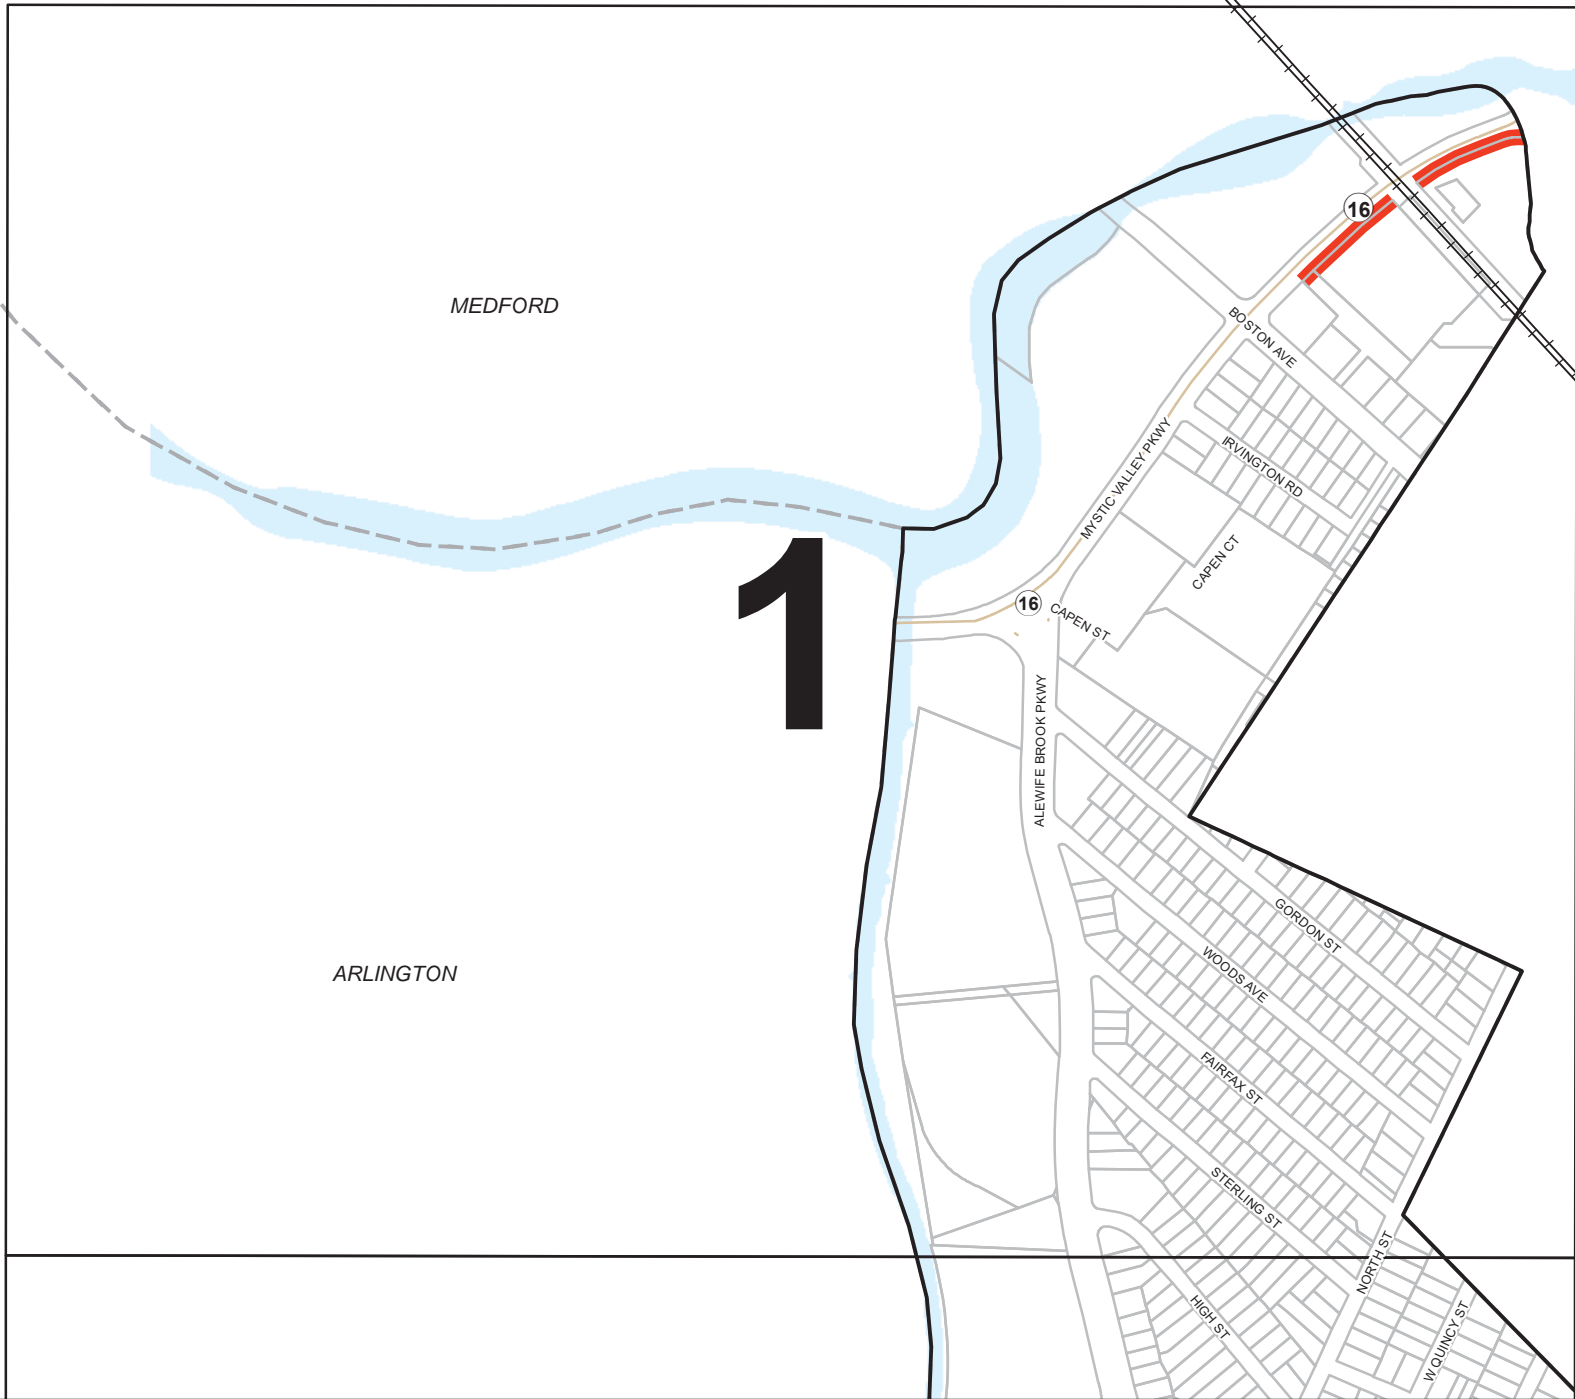 16
MEDFORD
BOSTON AVE
IRVINGTON RD
MYSTIC VALLEY PKWY
1
CAPEN CT
16
CAPEN ST
ALEWIFE BROOK PKWY
GORDON ST
ARLINGTON
WOODS AVE
FAIRFAX ST
STERLING ST
NORTH ST
HIGH ST
W QUINCY ST